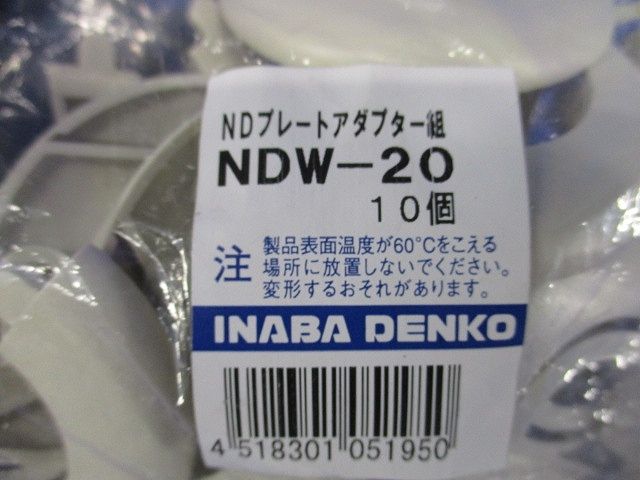 NDプレートアダプター組
NDW-20
10個
注 製品表面温度が60℃をこえる
場所に放置しないでください。
変形するおそれがあります。
INABA DENKO
4 518301 051950